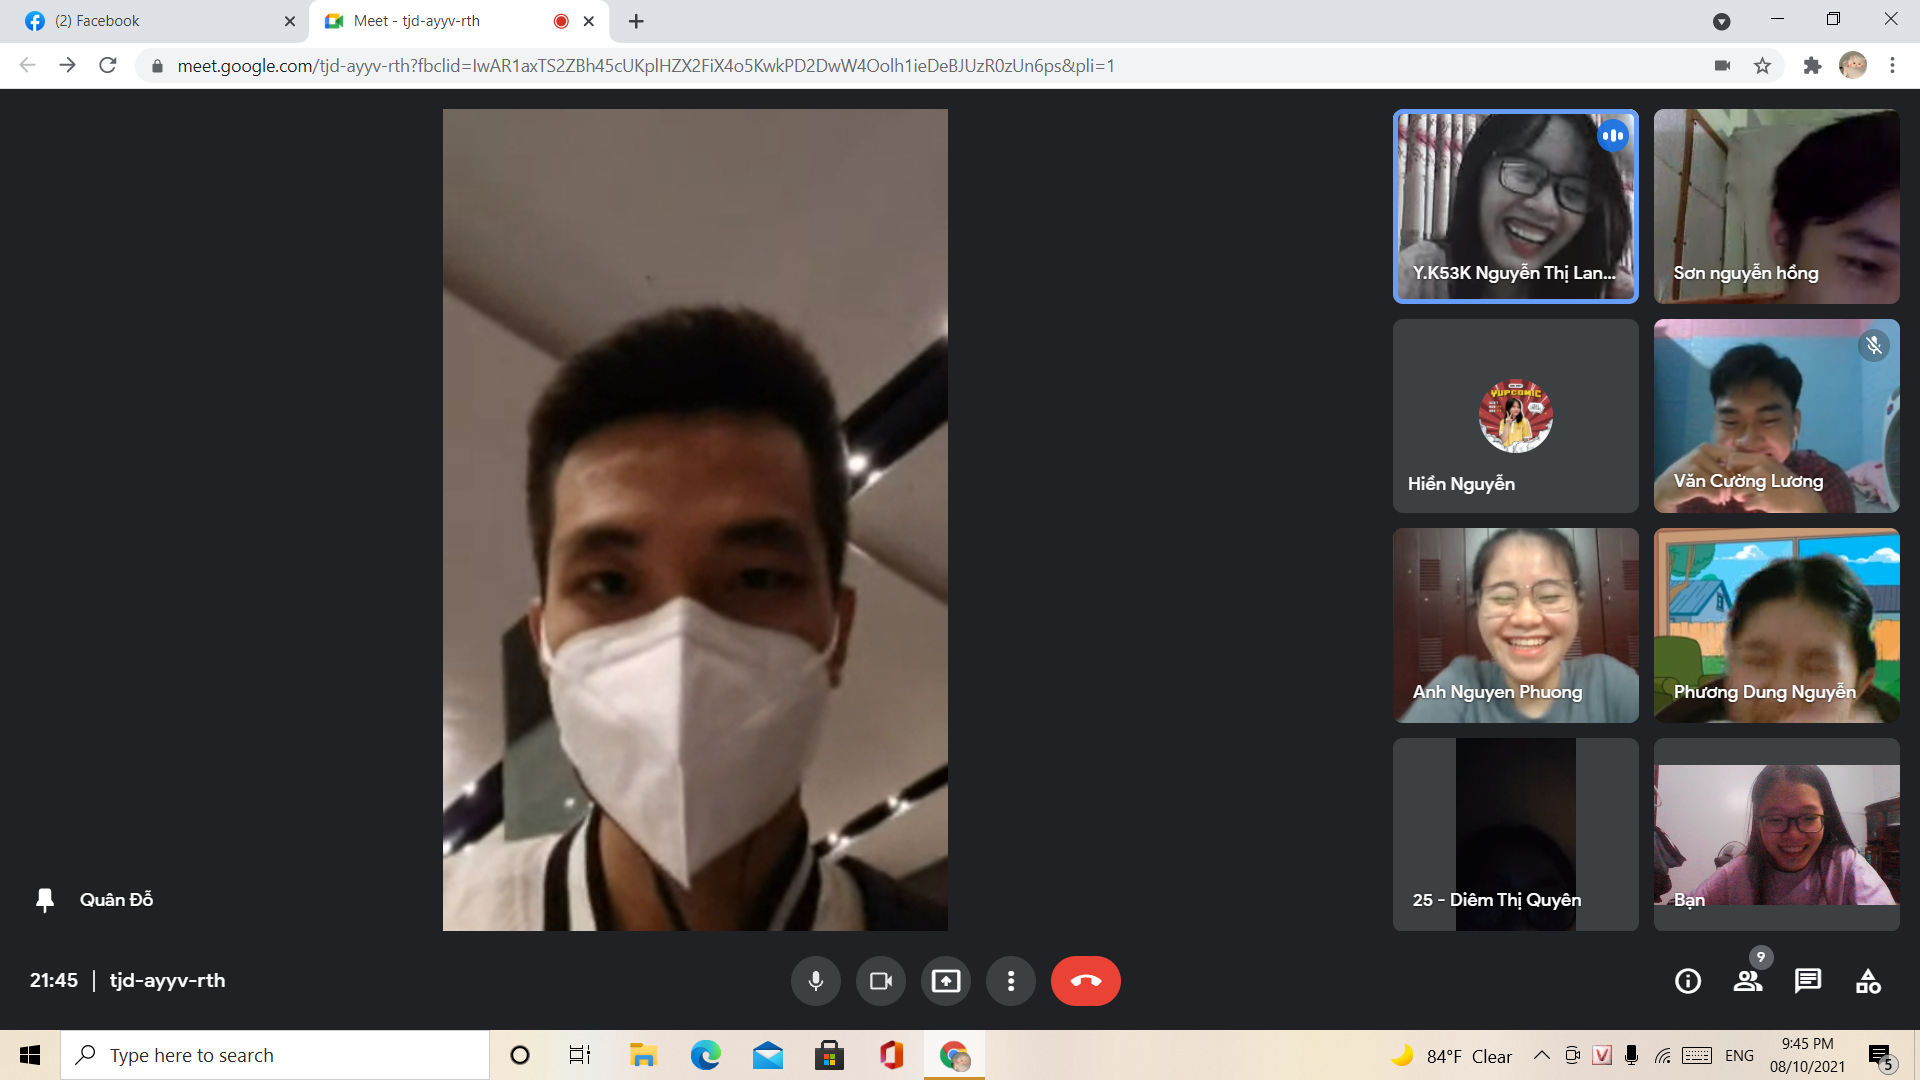 (2) Facebook
Meet - tjd-ayyv-rth
meet.google.com/tjd-ayyv-rth?fbclid=IwAR1axTS2ZBh45cUKplHZX2FiX4o5KwkPD2DwW4Oolh1ieDeBJUzR0zUn6ps&pli=1
Y.K53K Nguyễn Thị Lan...
Sơn nguyễn hồng
YUPCOMIC
Hiền Nguyễn
Văn Cường Lương
Anh Nguyen Phuong
Phương Dung Nguyễn
25 - Diêm Thị Quyên
Bạn
Quân Đỗ
21:45 | tjd-ayyv-rth
9
Type here to search
84°F Clear
ENG
9:45 PM
08/10/2021
5